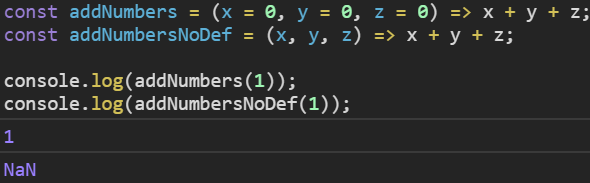 const addNumbers = (x = 0, y = 0, z = 0) => x + y + z;
const addNumbersNoDef = (x, y, z) => x + y + z;
console.log(addNumbers(1));
console.log(addNumbersNoDef(1));
1
NaN